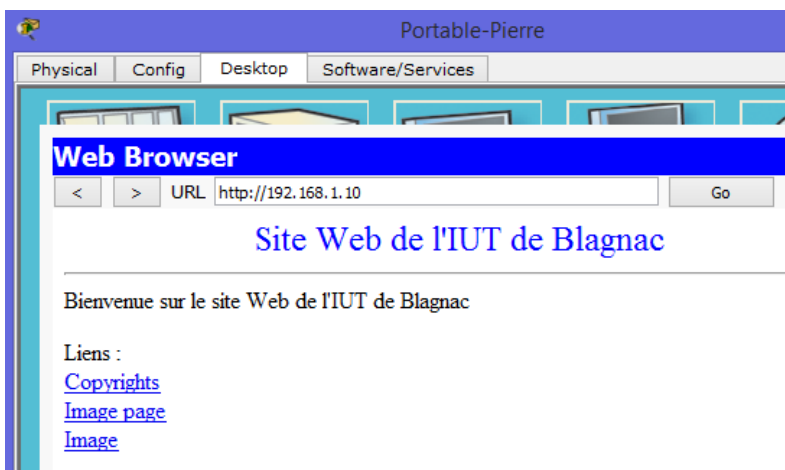 Portable-Pierre
Physical Config Desktop Software/Services
Web Browser
< > URL http://192.168.1.10 Go
Site Web de l'IUT de Blagnac
Bienvenue sur le site Web de l'IUT de Blagnac
Liens :
Copyrights
Image page
Image